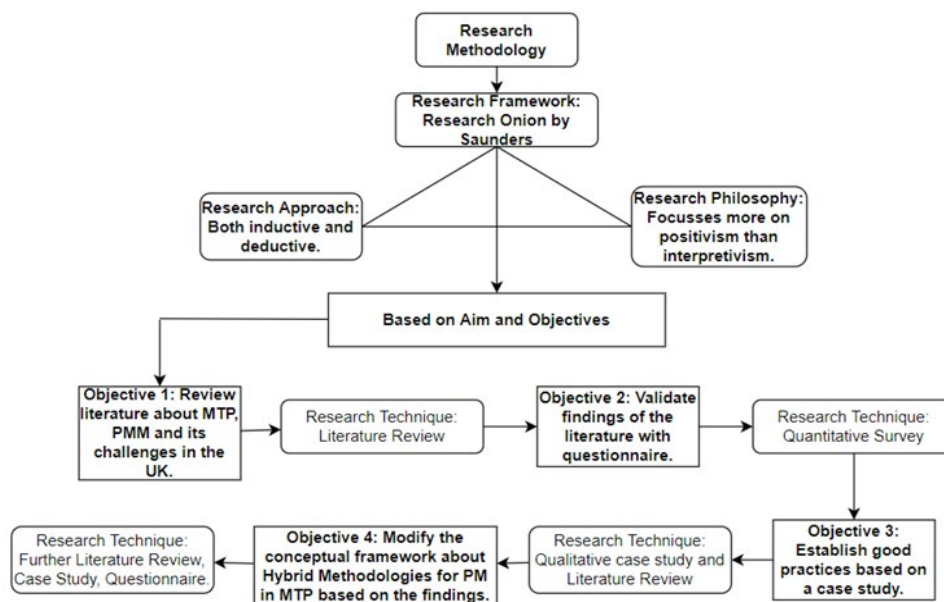 Research
Methodology
Research Framework:
Research Onion by
Saunders
Research Approach:
Both inductive and
deductive.
Research Philosophy:
Focusses more on
positivism than
interpretivism.
Based on Aim and Objectives
Objective 1: Review
literature about MTP,
PMM and its
challenges in the
UK.
Research Technique:
Literature Review
Objective 2: Validate
findings of the
literature with
questionnaire.
Research Technique:
Quantitative Survey
Objective 3:
Establish good
practices based on
a case study.
Research Technique:
Qualitative case study and
Literature Review
Objective 4: Modify the
conceptual framework about
Hybrid Methodologies for PM
in MTP based on the findings.
Research Technique:
Further Literature Review,
Case Study, Questionnaire.